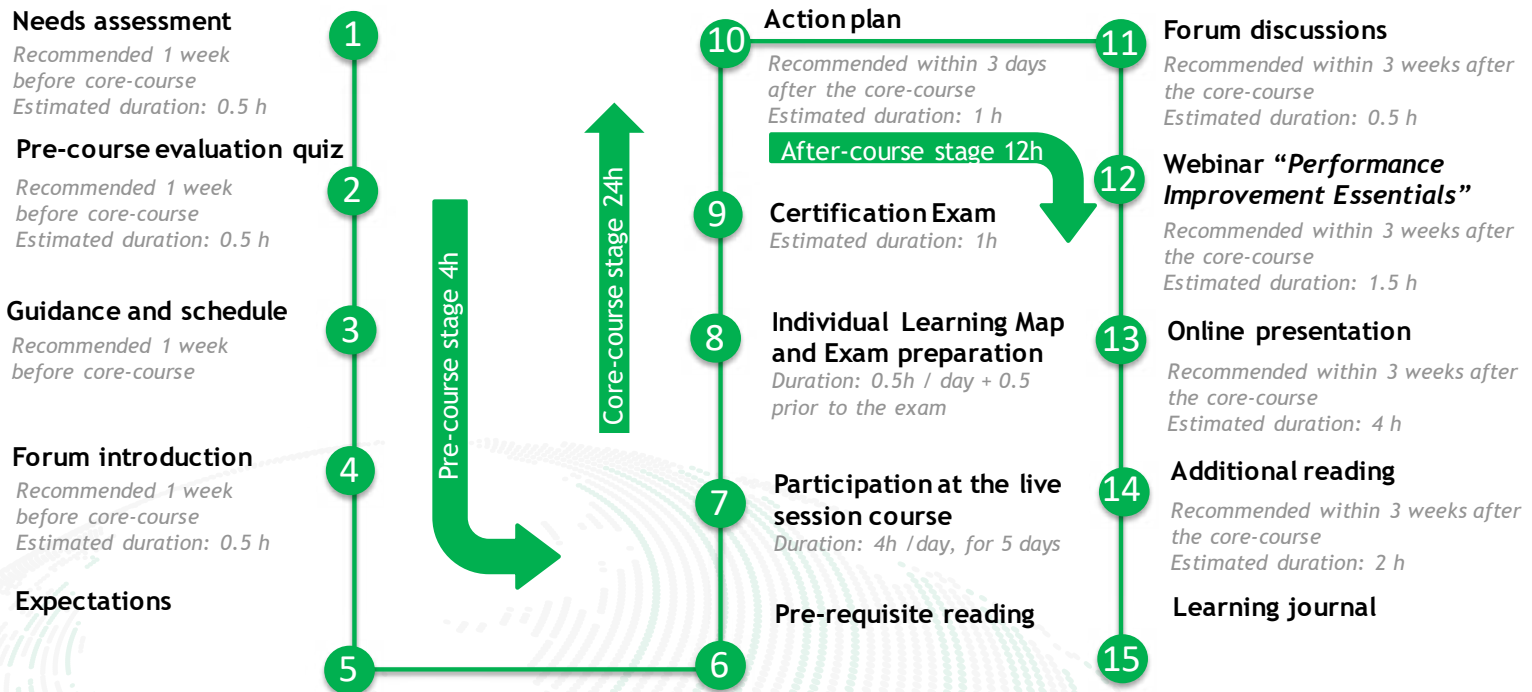 Needs assessment
Recommended 1 week
before core-course
Estimated duration: 0.5 h
1
Pre-course evaluation quiz
Recommended 1 week
before core-course
Estimated duration: 0.5 h
2
Guidance and schedule
Recommended 1 week
before core-course
3
Forum introduction
Recommended 1 week
before core-course
Estimated duration: 0.5 h
4
Expectations
5
Pre-course stage 4h
Core-course stage 24h
6
Pre-requisite reading
7
Participation at the live
session course
Duration: 4h /day, for 5 days
8
Individual Learning Map
and Exam preparation
Duration: 0.5h / day + 0.5
prior to the exam
9
Certification Exam
Estimated duration: 1h
10
Action plan
Recommended within 3 days
after the core-course
Estimated duration: 1 h
After-course stage 12h
11
Forum discussions
Recommended within 3 weeks after
the core-course
Estimated duration: 0.5 h
12
Webinar “Performance
Improvement Essentials”
Recommended within 3 weeks after
the core-course
Estimated duration: 1.5 h
13
Online presentation
Recommended within 3 weeks after
the core-course
Estimated duration: 4 h
14
Additional reading
Recommended within 3 weeks after
the core-course
Estimated duration: 2 h
Learning journal
15